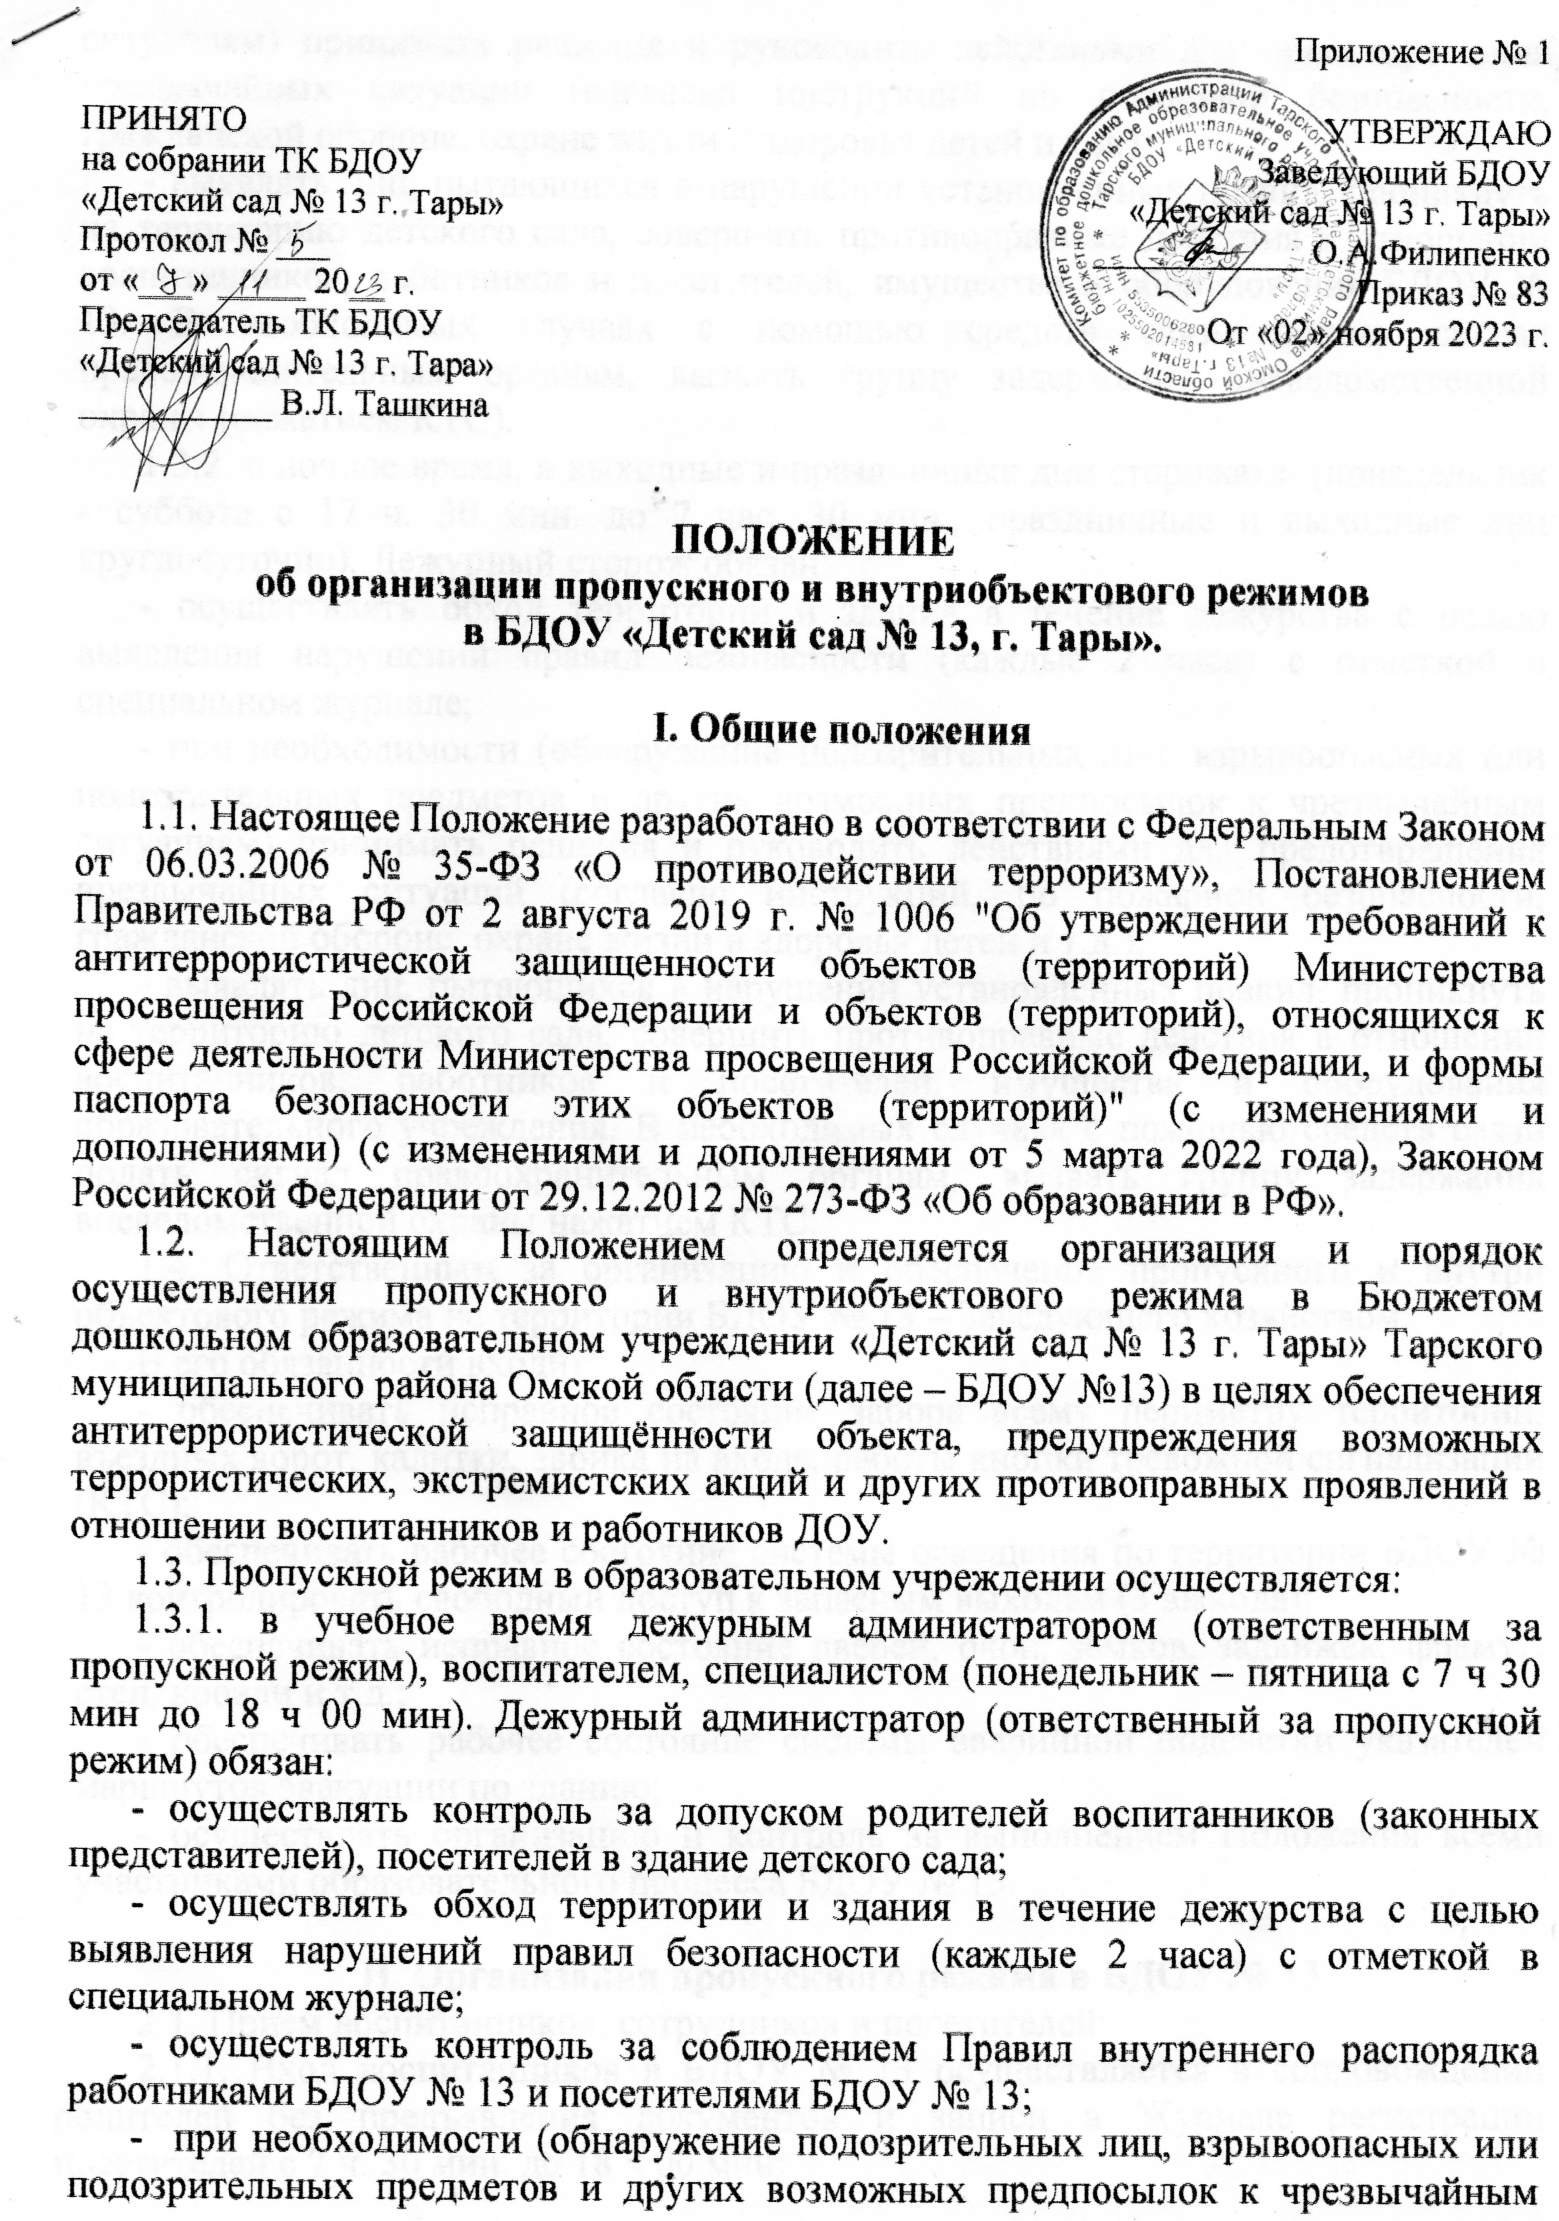 Приложение № 1
ПРИНЯТО
на собрании ТК БДОУ
«Детский сад № 13 г. Тары»
Протокол № 5
от «7» 11 2023 г.
Председатель ТК БДОУ
«Детский сад № 13 г. Тара»
В.Л. Ташкина
УТВЕРЖДАЮ
Заведующий БДОУ
«Детский сад № 13 г. Тары»
О.А.Филипенко
Приказ № 83
От «02» ноября 2023 г.
ПОЛОЖЕНИЕ
об организации пропускного и внутриобъектового режимов
в БДОУ «Детский сад № 13, г. Тары».
I. Общие положения
1.1. Настоящее Положение разработано в соответствии с Федеральным Законом
от 06.03.2006 № 35-ФЗ «О противодействии терроризму», Постановлением
Правительства РФ от 2 августа 2019 г. № 1006 "Об утверждении требований к
антитеррористической защищенности объектов (территорий) Министерства
просвещения Российской Федерации и объектов (территорий), относящихся к
сфере деятельности Министерства просвещения Российской Федерации, и формы
паспорта безопасности этих объектов (территорий)" (с изменениями и
дополнениями) (с изменениями и дополнениями от 5 марта 2022 года), Законом
Российской Федерации от 29.12.2012 № 273-ФЗ «Об образовании в РФ».
1.2. Настоящим Положением определяется организация и порядок
осуществления пропускного и внутриобъектового режима в Бюджетом
дошкольном образовательном учреждении «Детский сад № 13 г. Тары» Тарского
муниципального района Омской области (далее – БДОУ №13) в целях обеспечения
антитеррористической защищённости объекта, предупреждения возможных
террористических, экстремистских акций и других противоправных проявлений в
отношении воспитанников и работников ДОУ.
1.3. Пропускной режим в образовательном учреждении осуществляется:
1.3.1. в учебное время дежурным администратором (ответственным за
пропускной режим), воспитателем, специалистом (понедельник – пятница с 7 ч 30
мин до 18 ч 00 мин). Дежурный администратор (ответственный за пропускной
режим) обязан:
- осуществлять контроль за допуском родителей воспитанников (законных
представителей), посетителей в здание детского сада;
- осуществлять обход территории и здания в течение дежурства с целью
выявления нарушений правил безопасности (каждые 2 часа) с отметкой в
специальном журнале;
- осуществлять контроль за соблюдением Правил внутреннего распорядка
работниками БДОУ № 13 и посетителями БДОУ № 13;
- при необходимости (обнаружение подозрительных лиц, взрывоопасных или
подозрительных предметов и других возможных предпосылок к чрезвычайным